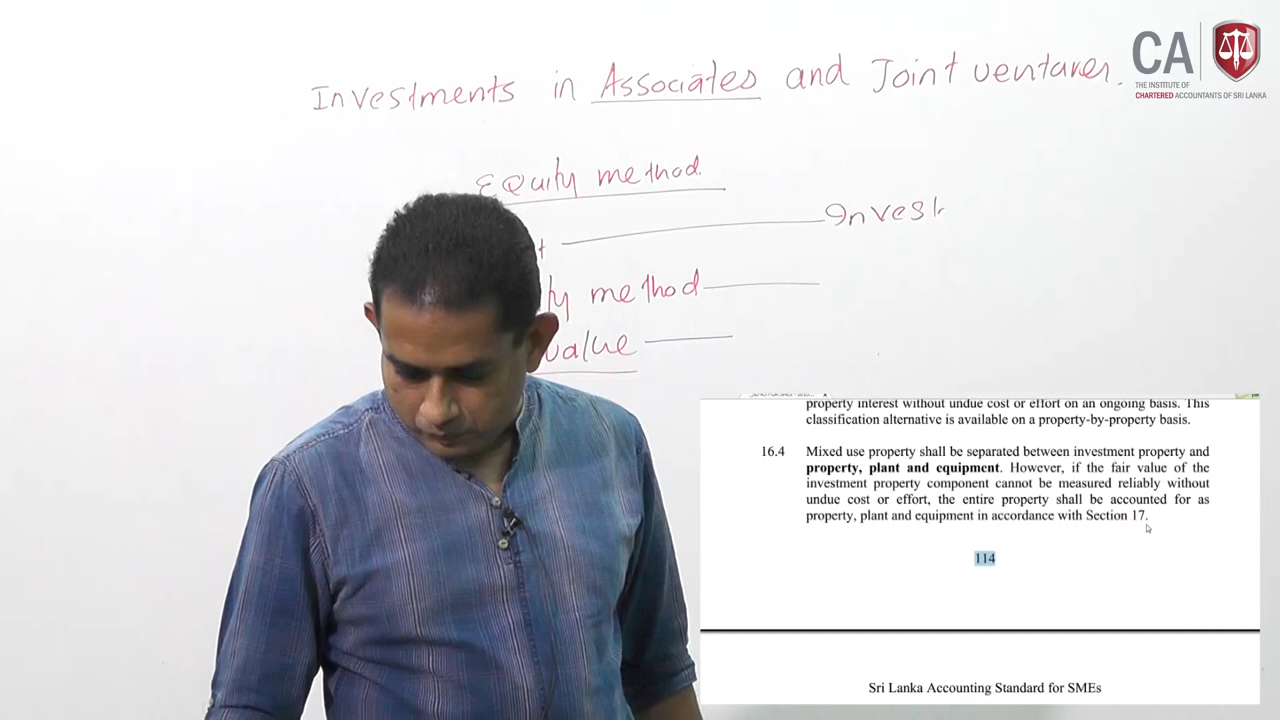 CA
THE INSTITUTE OF
CHARTERED ACCOUNTANTS OF SRI LANKA
Investments in Associates and Joint ventures.
Equity method.
Invest
method
value
property interest without undue cost or effort on an ongoing basis. This
classification alternative is available on a property-by-property basis.
16.4 Mixed use property shall be separated between investment property and
property, plant and equipment. However, if the fair value of the
investment property component cannot be measured reliably without
undue cost or effort, the entire property shall be accounted for as
property, plant and equipment in accordance with Section 17.
114
Sri Lanka Accounting Standard for SMEs